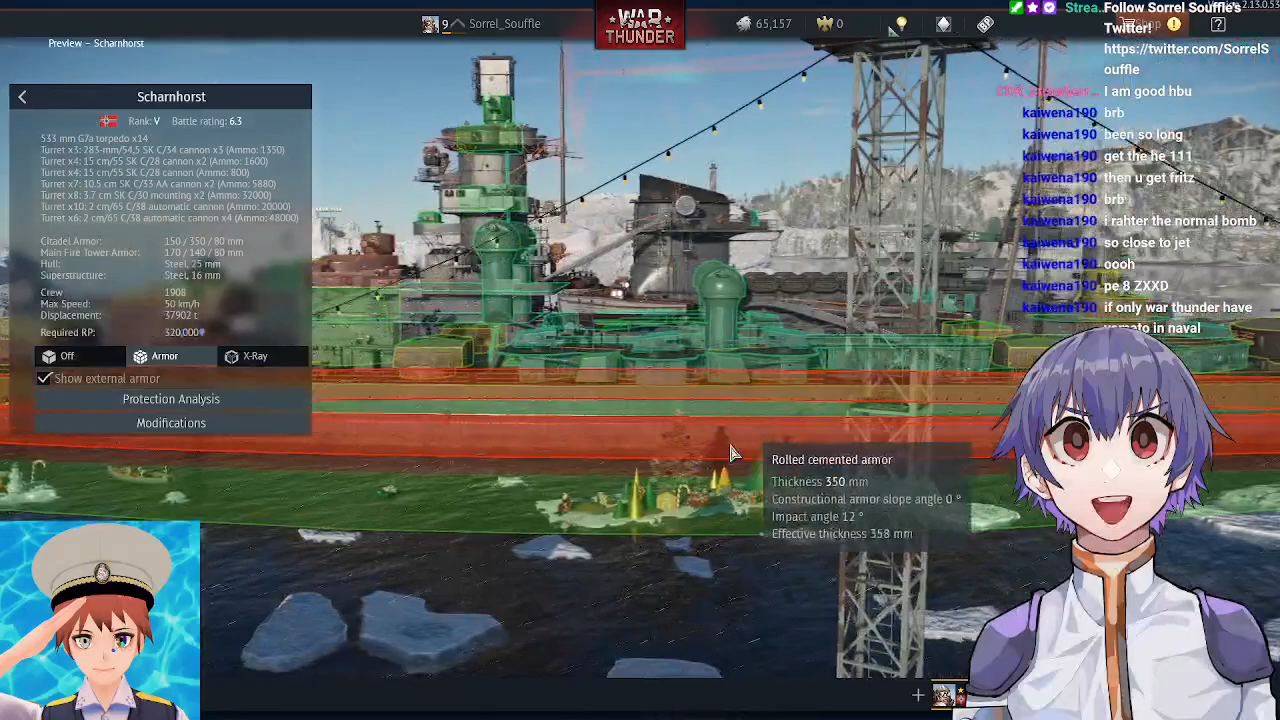 Version 2.13.0.53
Preview – Scharnhorst
9
Sorrel_Souffle
WAR
THUNDER
65,157
0
Shop
Scharnhorst
Rank: V Battle rating: 6.3
533 mm G7a torpedo x14
Turret x3: 283-mm/54,5 SK C/34 cannon x3 (Ammo: 1350)
Turret x4: 15 cm/55 SK C/28 cannon x2 (Ammo: 1600)
Turret x4: 15 cm/55 SK C/28 cannon (Ammo: 800)
Turret x7: 10.5 cm SK C/33 AA cannon x2 (Ammo: 5880)
Turret x8: 3.7 cm SK C/30 mounting x2 (Ammo: 32000)
Turret x10: 2 cm/65 C/38 automatic cannon (Ammo: 20000)
Turret x6: 2 cm/65 C/38 automatic cannon x4 (Ammo: 48000)
Citadel Armor: 150 / 350 / 80 mm
Main Fire Tower Armor: 170 / 140 / 80 mm
Hull: Steel, 25 mm
Superstructure: Steel, 16 mm
Crew 1908
Max Speed: 50 km/h
Displacement: 37902 t
Required RP: 320,000
Off Armor X-Ray
Show external armor
Protection Analysis
Modifications
Rolled cemented armor
Thickness 350 mm
Constructional armor slope angle 0 °
Impact angle 12 °
Effective thickness 358 mm
Strea... Follow Sorrel Souffle's
Twitter!
https://twitter.com/SorrelS
ouffle
I am good hbu
kaiwena190 brb
kaiwena190 been so long
kaiwena190 get the he 111
kaiwena190 then u get fritz
kaiwena190 brb
kaiwena190 i rahter the normal bomb
kaiwena190 so close to jet
kaiwena190 oooh
kaiwena190 pe 8 ZXXD
kaiwena190 if only war thunder have
yamato in naval